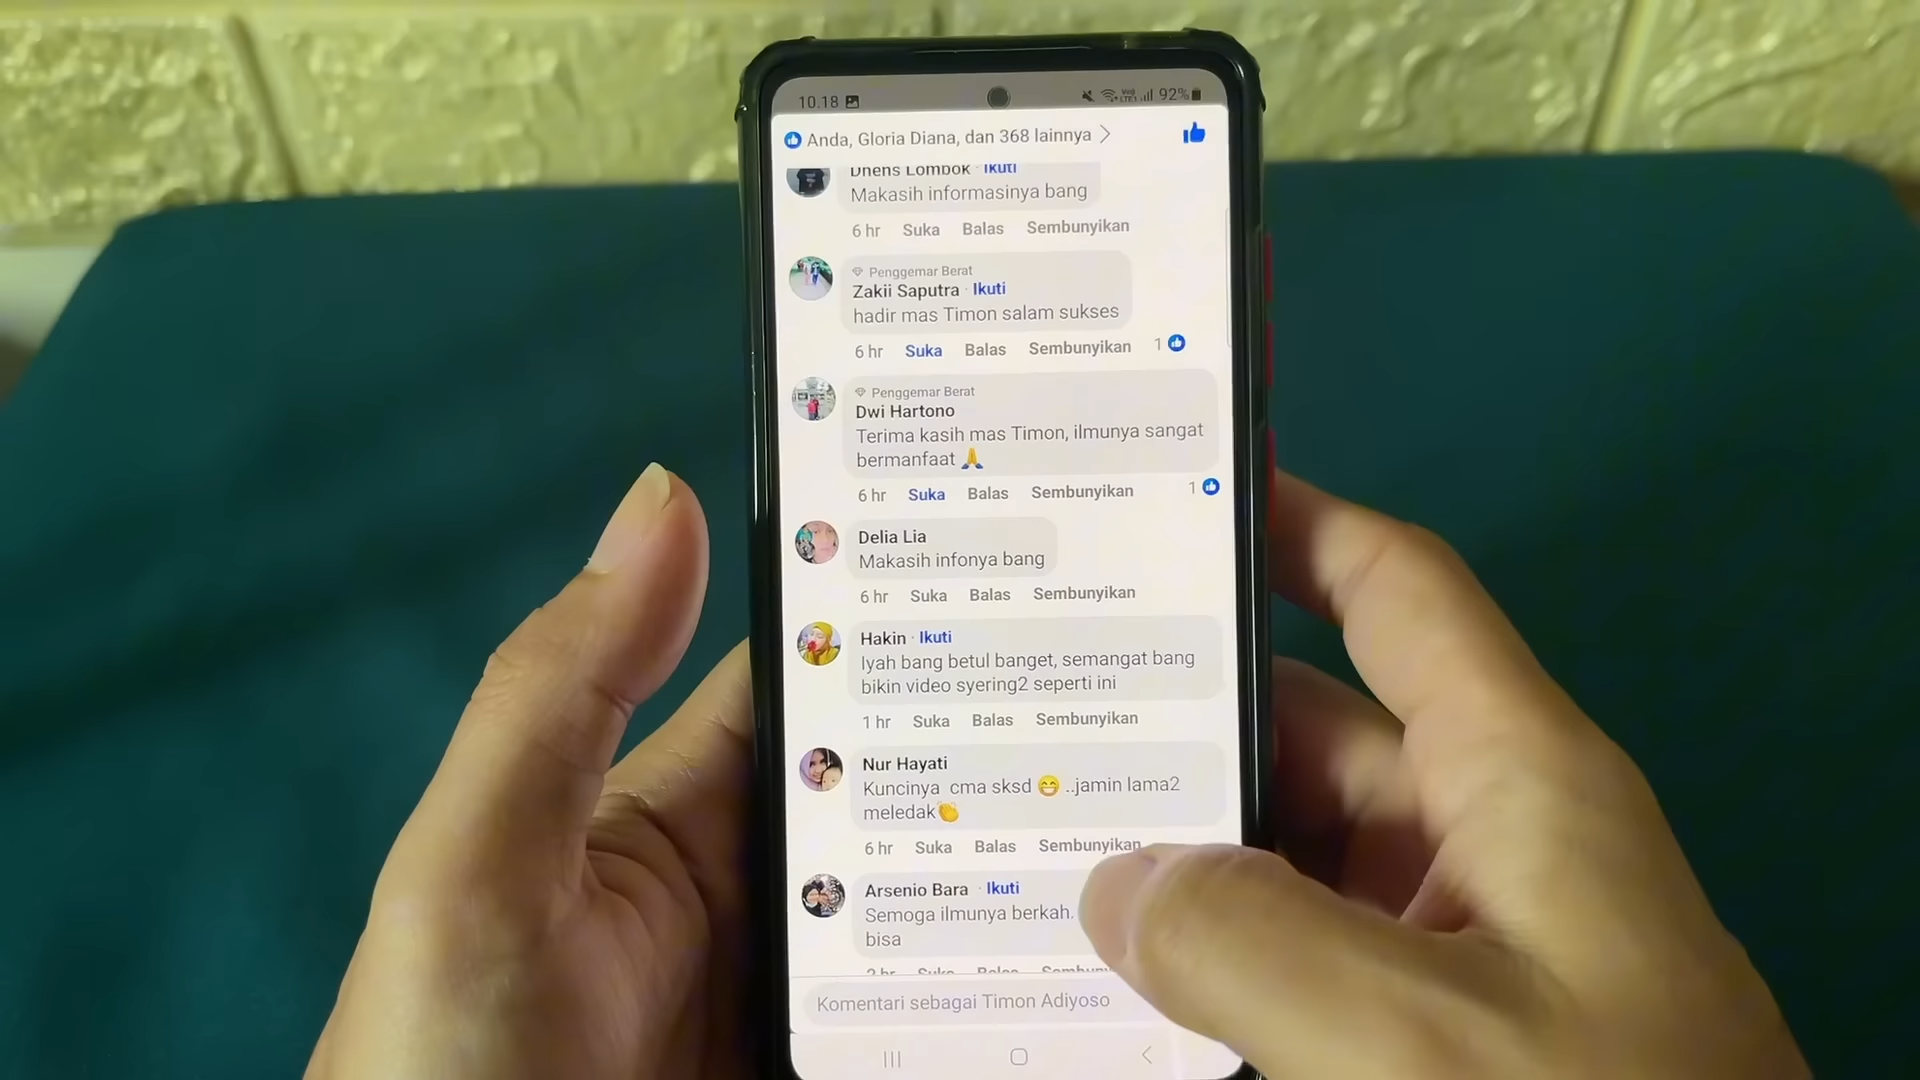 10.18 92%
Anda, Gloria Diana, dan 368 lainnya
Dhens Lombok · Ikuti
Makasih informasinya bang
6 hr Suka Balas Sembunyikan
Penggemar Berat
Zakii Saputra · Ikuti
hadir mas Timon salam sukses
6 hr Suka Balas Sembunyikan 1
Penggemar Berat
Dwi Hartono
Terima kasih mas Timon, ilmunya sangat
bermanfaat 🙏
6 hr Suka Balas Sembunyikan 1
Delia Lia
Makasih infonya bang
6 hr Suka Balas Sembunyikan
Hakin · Ikuti
Iyah bang betul banget, semangat bang
bikin video syering2 seperti ini
1 hr Suka Balas Sembunyikan
Nur Hayati
Kuncinya cma sksd 😁 ..jamin lama2
meledak👏
6 hr Suka Balas Sembunyikan
Arsenio Bara · Ikuti
Semoga ilmunya berkah.
bisa
Suka Balas
Komentari sebagai Timon Adiyoso